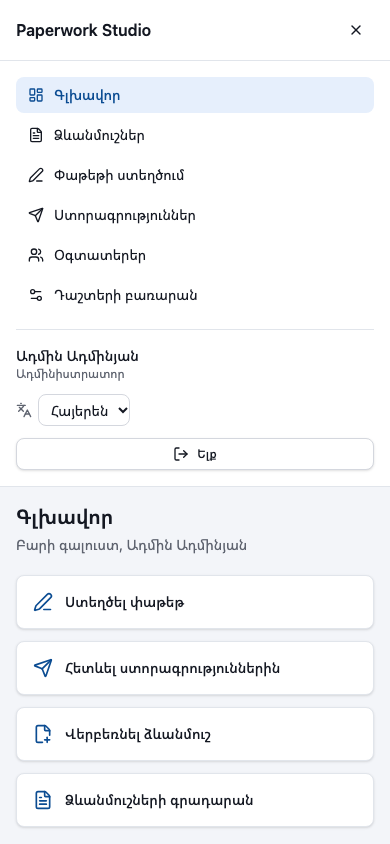 Paperwork Studio
Գլխավոր
Ձևանմուշներ
Փաթեթի ստեղծում
Ստորագրություններ
Օգտատերեր
Դաշտերի բառարան
Ադմին Ադմինյան
Ադմինիստրատոր
Հայերեն
Ելք
Գլխավոր
Բարի գալուստ, Ադմին Ադմինյան
Ստեղծել փաթեթ
Հետևել ստորագրություններին
Վերբեռնել ձևանմուշ
Ձևանմուշների գրադարան